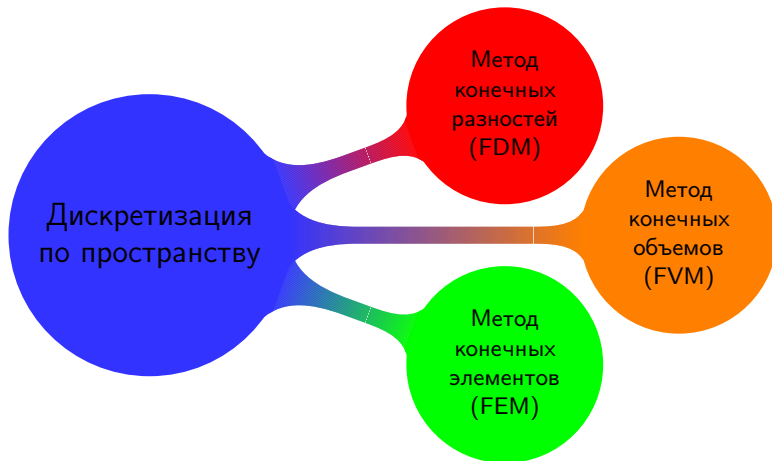 Дискретизация
по пространству
Метод
конечных
разностей
(FDM)
Метод
конечных
объемов
(FVM)
Метод
конечных
элементов
(FEM)